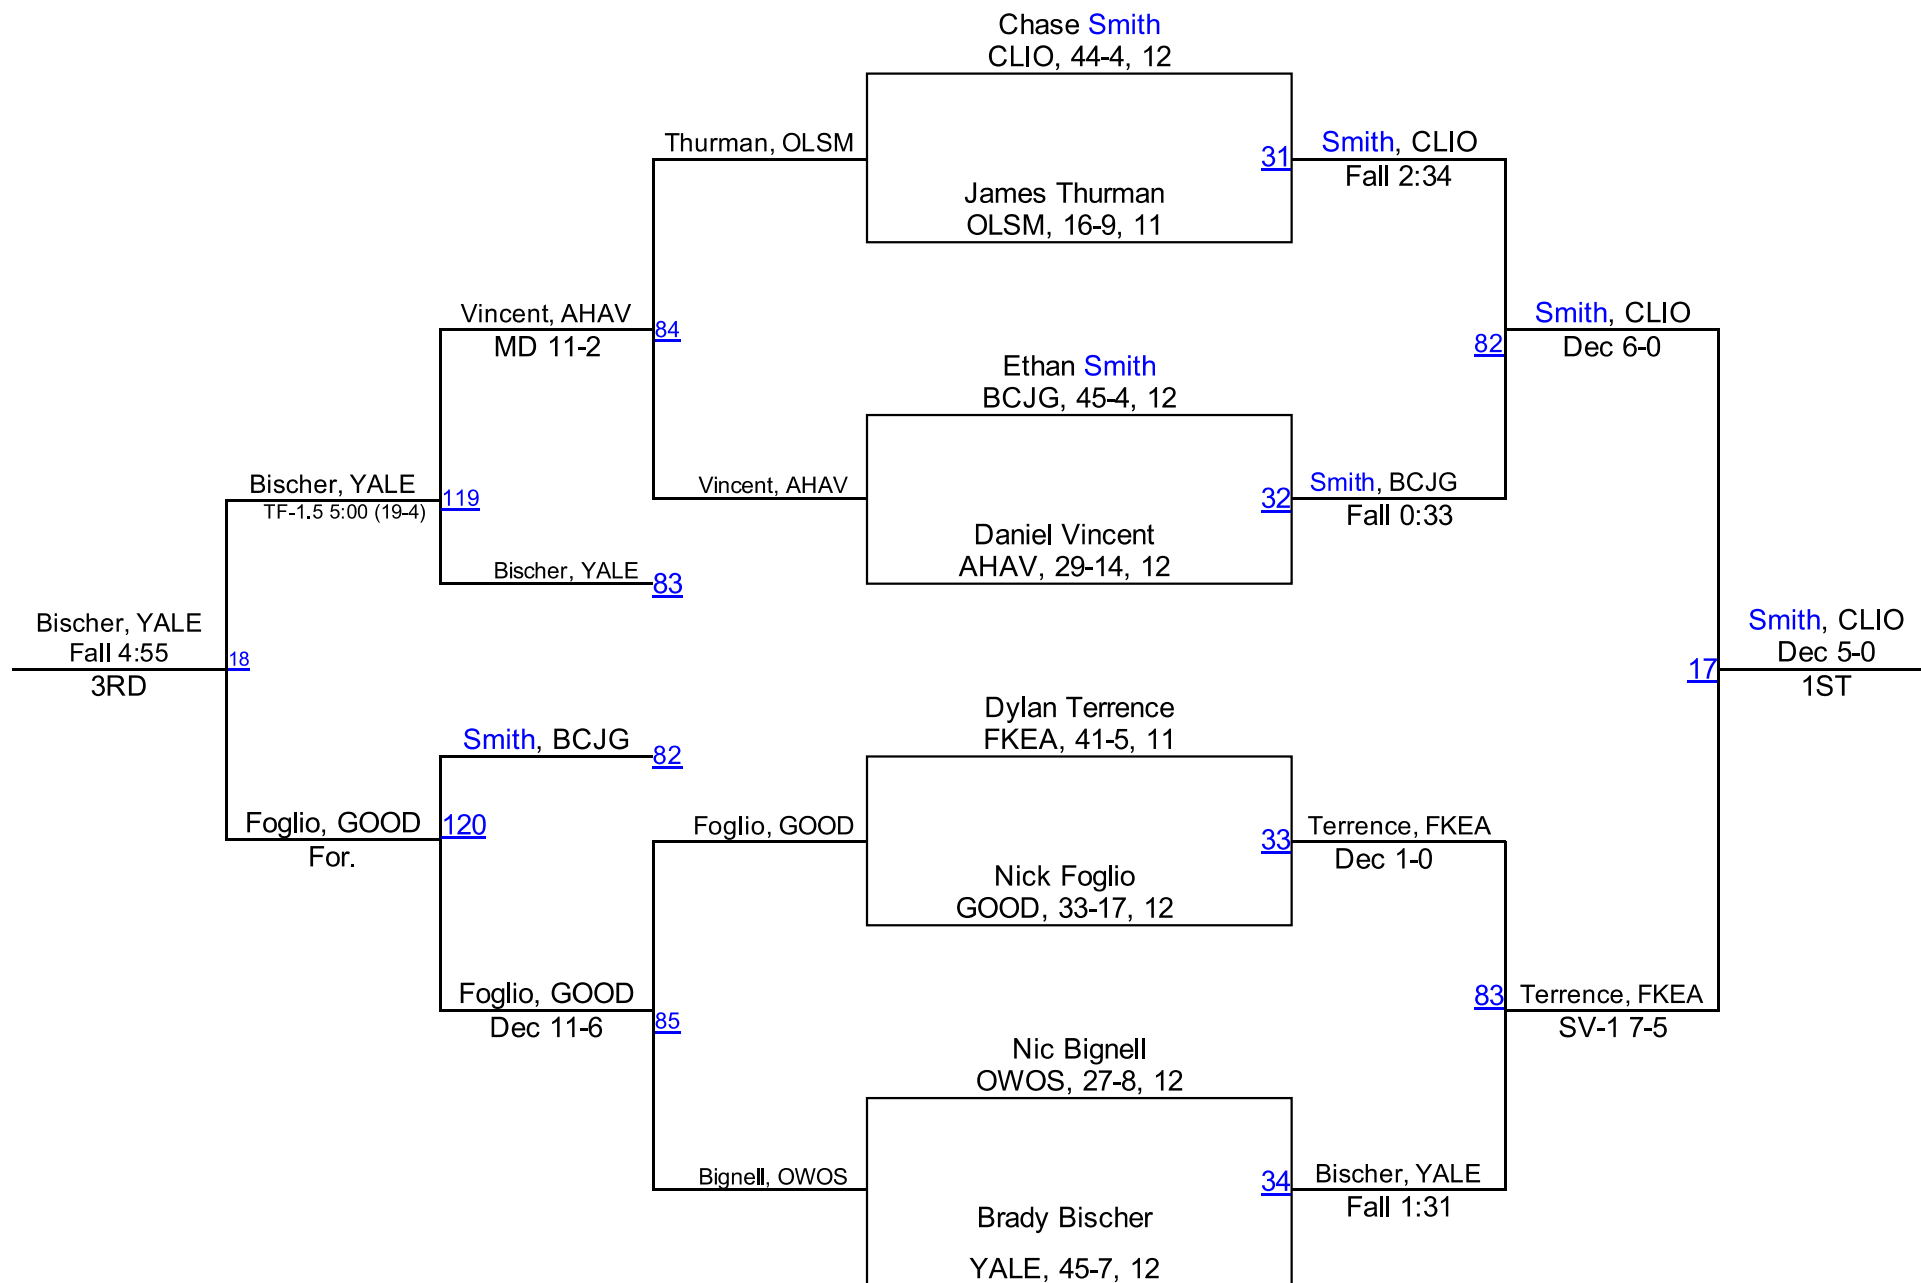 Chase Smith
CLIO, 44-4, 12
Thurman, OLSM
31
Smith, CLIO
Fall 2:34
James Thurman
OLSM, 16-9, 11
Vincent, AHAV
MD 11-2
84
Smith, CLIO
Dec 6-0
82
Ethan Smith
BCJG, 45-4, 12
Bischer, YALE
TF-1.5 5:00 (19-4)
119
Vincent, AHAV
32
Smith, BCJG
Fall 0:33
Daniel Vincent
AHAV, 29-14, 12
Bischer, YALE
83
Bischer, YALE
Fall 4:55
3RD
18
Smith, CLIO
Dec 5-0
1ST
17
Dylan Terrence
FKEA, 41-5, 11
Smith, BCJG
82
Foglio, GOOD
For.
120
Foglio, GOOD
33
Terrence, FKEA
Dec 1-0
Nick Foglio
GOOD, 33-17, 12
Foglio, GOOD
Dec 11-6
85
83
Terrence, FKEA
SV-1 7-5
Nic Bignell
OWOS, 27-8, 12
Bignell, OWOS
34
Bischer, YALE
Fall 1:31
Brady Bischer
YALE, 45-7, 12